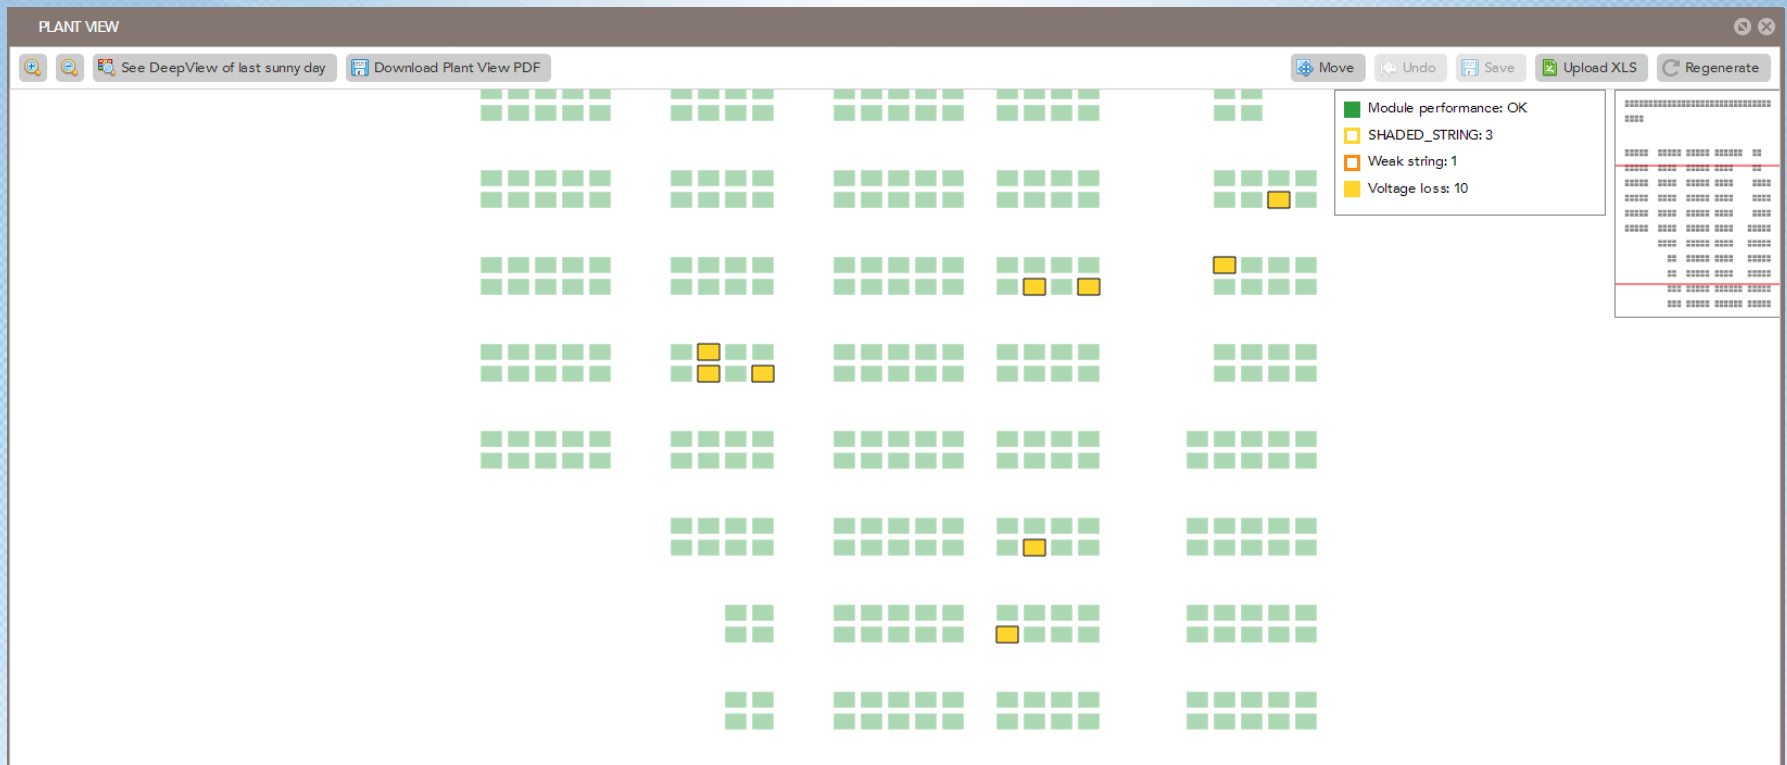 PLANT VIEW
See DeepView of last sunny day
Download Plant View PDF
Move
Undo
Save
Upload XLS
Regenerate
Module performance: OK
SHADED_STRING: 3
Weak string: 1
Voltage loss: 10